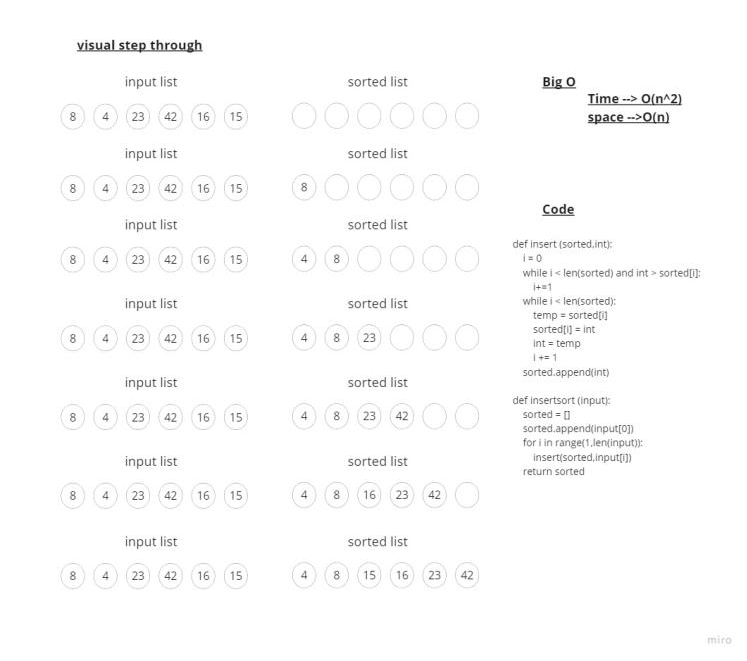 visual step through
input list
sorted list
8 4 23 42 16 15
input list
sorted list
8 4 23 42 16 15
8
input list
sorted list
8 4 23 42 16 15
4 8
input list
sorted list
8 4 23 42 16 15
4 8 23
input list
sorted list
8 4 23 42 16 15
4 8 23 42
input list
sorted list
8 4 23 42 16 15
4 8 16 23 42
input list
sorted list
8 4 23 42 16 15
4 8 15 16 23 42
Big O
Time --> O(n^2)
space -->O(n)
Code
def insert (sorted,int):
i = 0
while i < len(sorted) and int > sorted[i]:
i+=1
while i < len(sorted):
temp = sorted[i]
sorted[i] = int
int = temp
i += 1
sorted.append(int)
def insertsort (input):
sorted = []
sorted.append(input[0])
for i in range(1,len(input)):
insert(sorted,input[i])
return sorted
miro